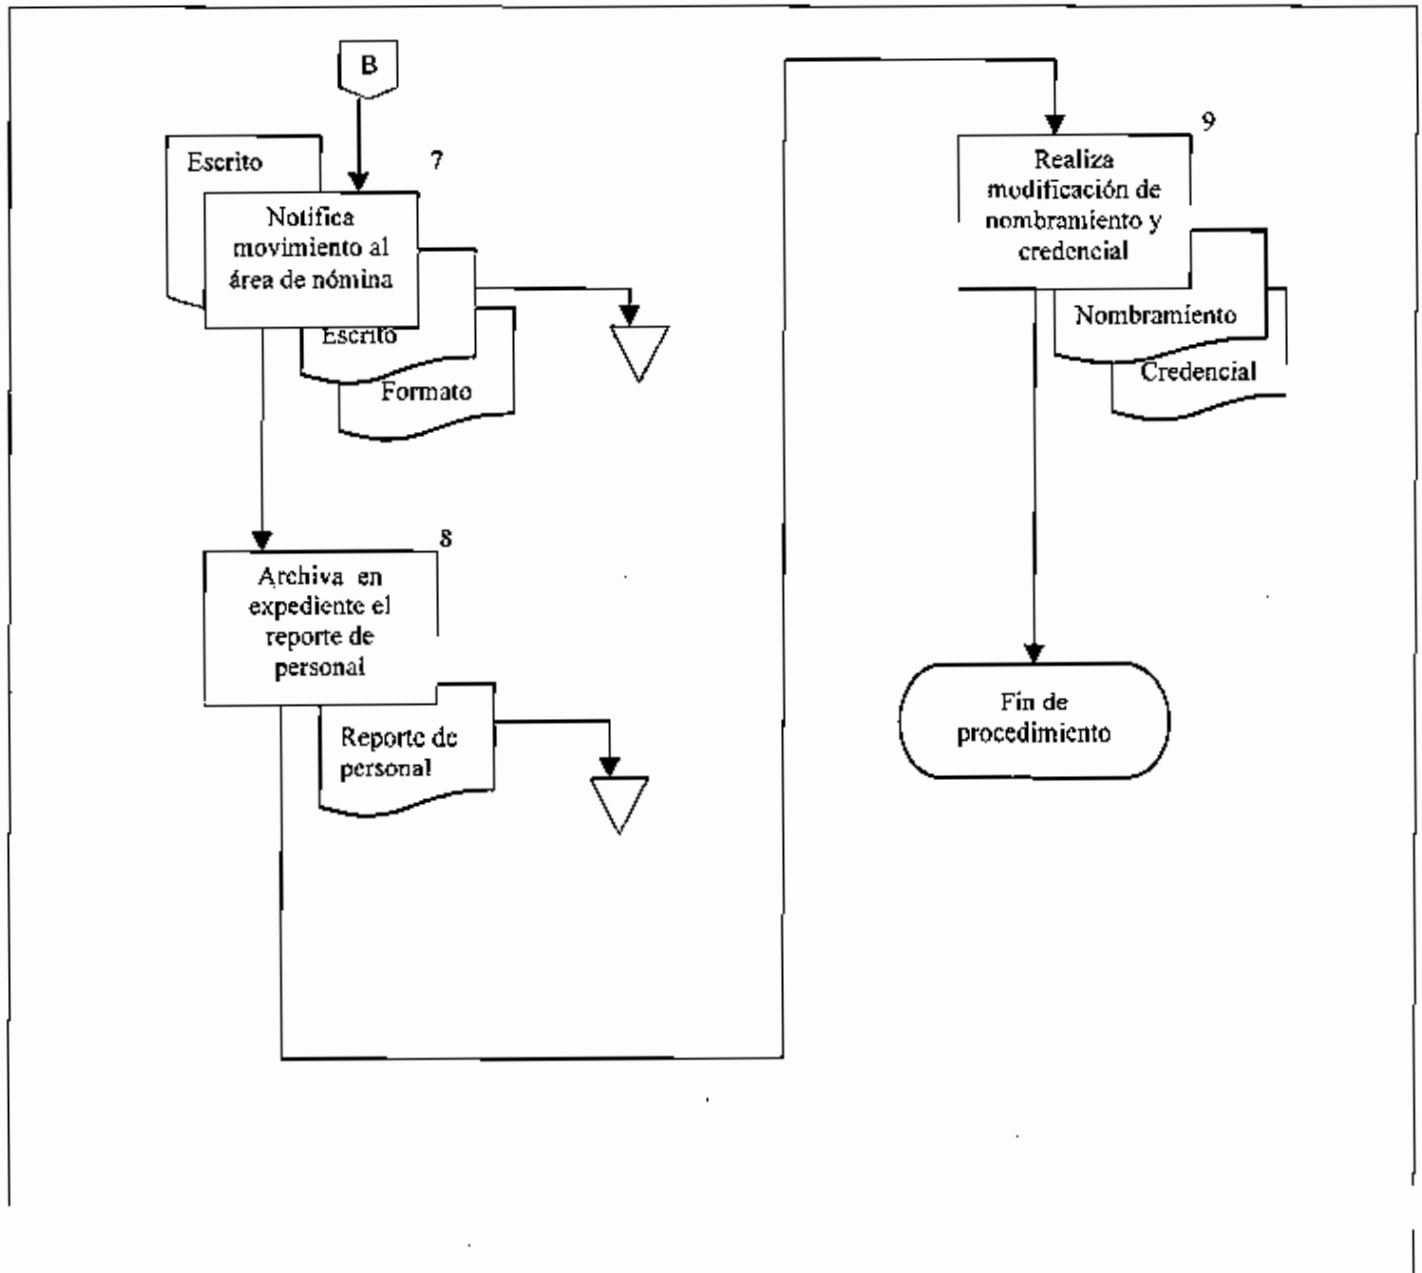 B
Escrito
7
Notifica
movimiento al
área de nómina
Escrito
Formato
8
Archiva en
expediente el
reporte de
personal
Reporte de
personal
9
Realiza
modificación de
nombramiento y
credencial
Nombramiento
Credencial
Fin de
procedimiento